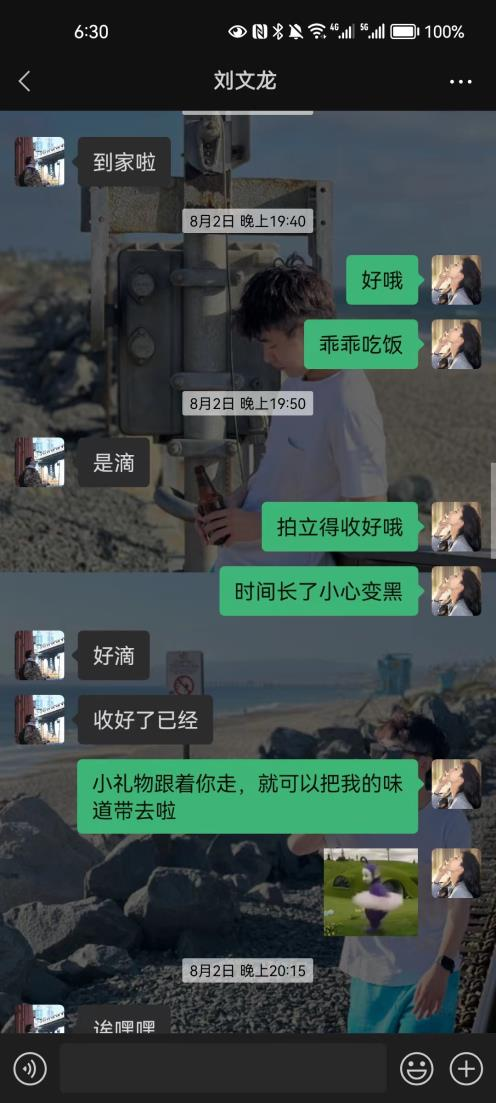 6:30
4G
5G
100%
刘文龙
到家啦
8月2日 晚上19:40
好哦
乖乖吃饭
8月2日 晚上19:50
是滴
拍立得收好哦
时间长了小心变黑
好滴
收好了已经
小礼物跟着你走，就可以把我的味
道带去啦
8月2日 晚上20:15
诶嘿嘿